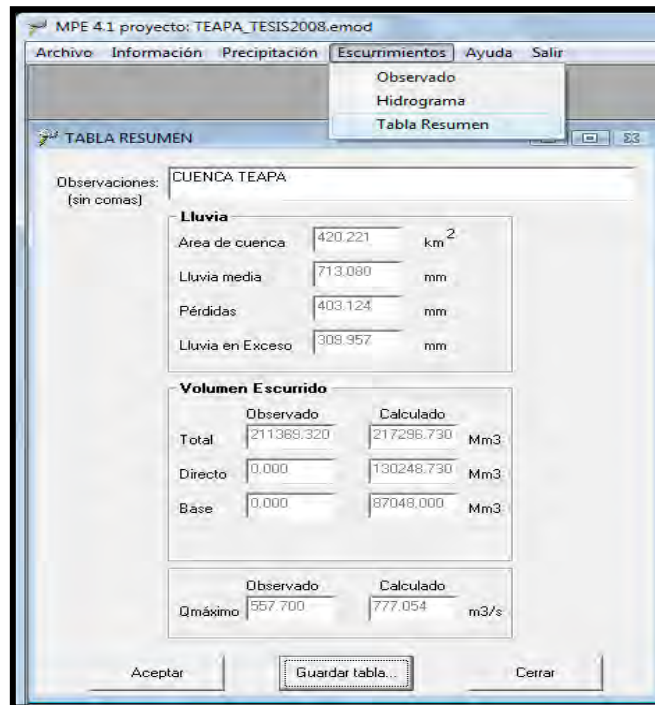 MPE 4.1 proyecto: TEAPA_TESIS2008.emod
Archivo Información Precipitación Escurrimientos Ayuda Salir
Observado
Hidrograma
Tabla Resumen
TABLA RESUMEN
Observaciones: CUENCA TEAPA
(sin comas)
Lluvia
Area de cuenca 420.221 km2
Lluvia media 713.080 mm
Pérdidas 403.124 mm
Lluvia en Exceso 309.957 mm
Volumen Escurrido
Observado Calculado
Total 211369.320 217296.730 Mm3
Directo 0.000 130248.730 Mm3
Base 0.000 87048.000 Mm3
Observado Calculado
Qmáximo 557.700 777.054 m3/s
Aceptar Guardar tabla... Cerrar